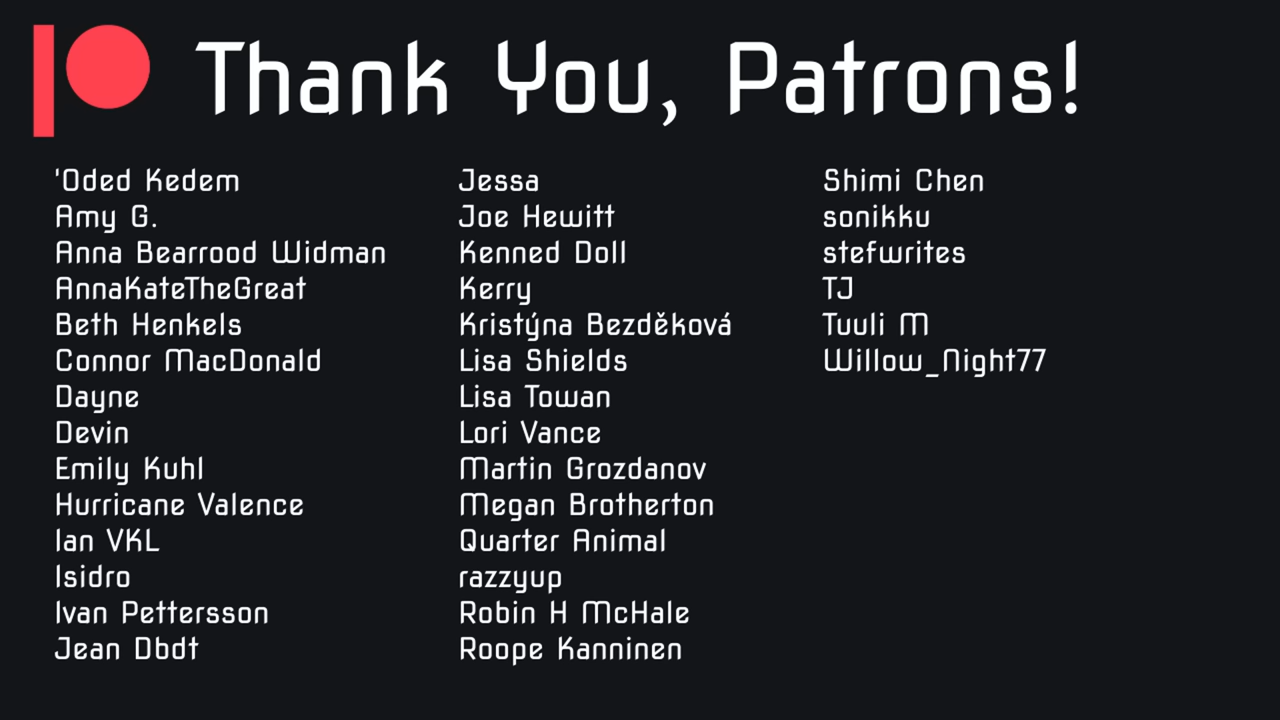 Thank You, Patrons!
'Oded Kedem
Amy G.
Anna Bearrood Widman
AnnaKateTheGreat
Beth Henkels
Connor MacDonald
Dayne
Devin
Emily Kuhl
Hurricane Valence
Ian VKL
Isidro
Ivan Pettersson
Jean Dbdt
Jessa
Joe Hewitt
Kenned Doll
Kerry
Kristýna Bezděková
Lisa Shields
Lisa Towan
Lori Vance
Martin Grozdanov
Megan Brotherton
Quarter Animal
razzyup
Robin H McHale
Roope Kanninen
Shimi Chen
sonikku
stefwrites
TJ
Tuuli M
Willow_Night77